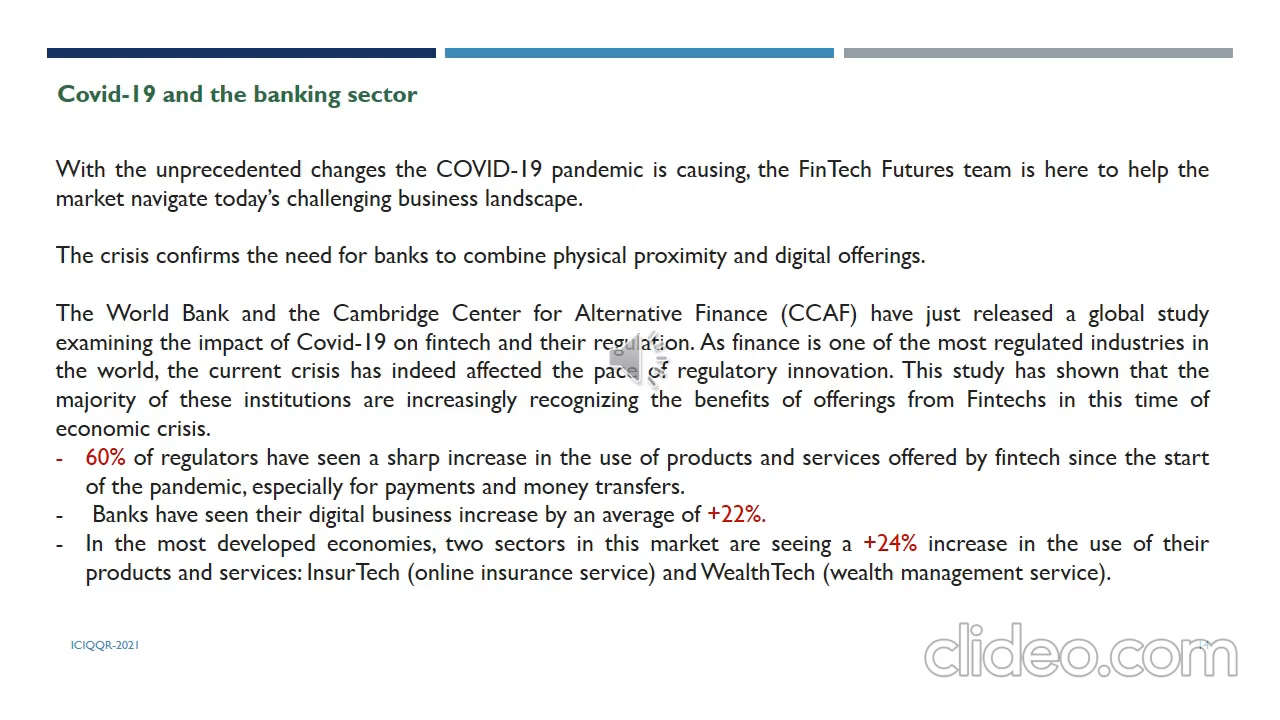 Covid-19 and the banking sector
With the unprecedented changes the COVID-19 pandemic is causing, the FinTech Futures team is here to help the
market navigate today’s challenging business landscape.
The crisis confirms the need for banks to combine physical proximity and digital offerings.
The World Bank and the Cambridge Center for Alternative Finance (CCAF) have just released a global study
examining the impact of Covid-19 on fintech and their regulation. As finance is one of the most regulated industries in
the world, the current crisis has indeed affected the pace of regulatory innovation. This study has shown that the
majority of these institutions are increasingly recognizing the benefits of offerings from Fintechs in this time of
economic crisis.
- 60% of regulators have seen a sharp increase in the use of products and services offered by fintech since the start
of the pandemic, especially for payments and money transfers.
- Banks have seen their digital business increase by an average of +22%.
- In the most developed economies, two sectors in this market are seeing a +24% increase in the use of their
products and services: InsurTech (online insurance service) and WealthTech (wealth management service).
ICIQQR-2021
14
clideo.com